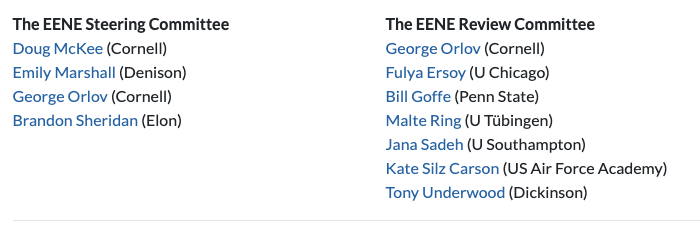 The EENE Steering Committee
Doug McKee (Cornell)
Emily Marshall (Denison)
George Orlov (Cornell)
Brandon Sheridan (Elon)
The EENE Review Committee
George Orlov (Cornell)
Fulya Ersoy (U Chicago)
Bill Goffe (Penn State)
Malte Ring (U Tübingen)
Jana Sadeh (U Southampton)
Kate Silz Carson (US Air Force Academy)
Tony Underwood (Dickinson)